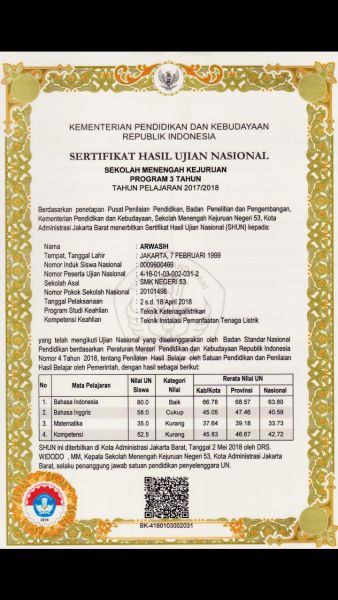 KEMENTERIAN PENDIDIKAN DAN KEBUDAYAAN
REPUBLIK INDONESIA
SERTIFIKAT HASIL UJIAN NASIONAL
SEKOLAH MENENGAH KEJURUAN
PROGRAM 3 TAHUN
TAHUN PELAJARAN 2017/2018
Berdasarkan penetapan Pusat Penilaian Pendidikan, Badan Penelitian dan Pengembangan,
Kementerian Pendidikan dan Kebudayaan, Sekolah Menengah Kejuruan Negeri 53, Kota
Administrasi Jakarta Barat menerbitkan Sertifikat Hasil Ujian Nasional (SHUN) kepada:
Nama : ARWASIH
Tempat, Tanggal Lahir : JAKARTA, 7 FEBRUARI 1999
Nomor Induk Siswa Nasional : 0009600466
Nomor Peserta Ujian Nasional : 4-18-01-03-002-031-2
Sekolah Asal : SMK NEGERI 53
Nomor Pokok Sekolah Nasional : 20101496
Tanggal Pelaksanaan : 2 s.d. 18 April 2018
Program Studi Keahlian : Teknik Ketenagalistrikan
Kompetensi Keahlian : Teknik Instalasi Pemanfaatan Tenaga Listrik
yang telah mengikuti Ujian Nasional yang diselenggarakan oleh Badan Standar Nasional
Pendidikan berdasarkan Peraturan Menteri Pendidikan dan Kebudayaan Republik Indonesia
Nomor 4 Tahun 2018, tentang Penilaian Hasil Belajar oleh Satuan Pendidikan dan Penilaian
Hasil Belajar oleh Pemerintah, dengan hasil sebagai berikut.
No Mata Pelajaran Nilai UN Siswa Kategori Nilai Rerata Nilai UN
Kab/Kota Provinsi Nasional
1. Bahasa Indonesia 80.0 Baik 66.78 68.57 63.80
2. Bahasa Inggris 58.0 Cukup 45.05 47.46 40.59
3. Matematika 35.0 Kurang 37.64 39.18 33.73
4. Kompetensi 52.5 Kurang 45.83 46.67 42.72
SHUN ini diterbitkan di Kota Administrasi Jakarta Barat, Tanggal 2 Mei 2018 oleh DRS.
WIDODO , MM, Kepala Sekolah Menengah Kejuruan Negeri 53, Kota Administrasi Jakarta
Barat, selaku penanggung jawab satuan pendidikan penyelenggara UN.
2018
BK-4180103002031